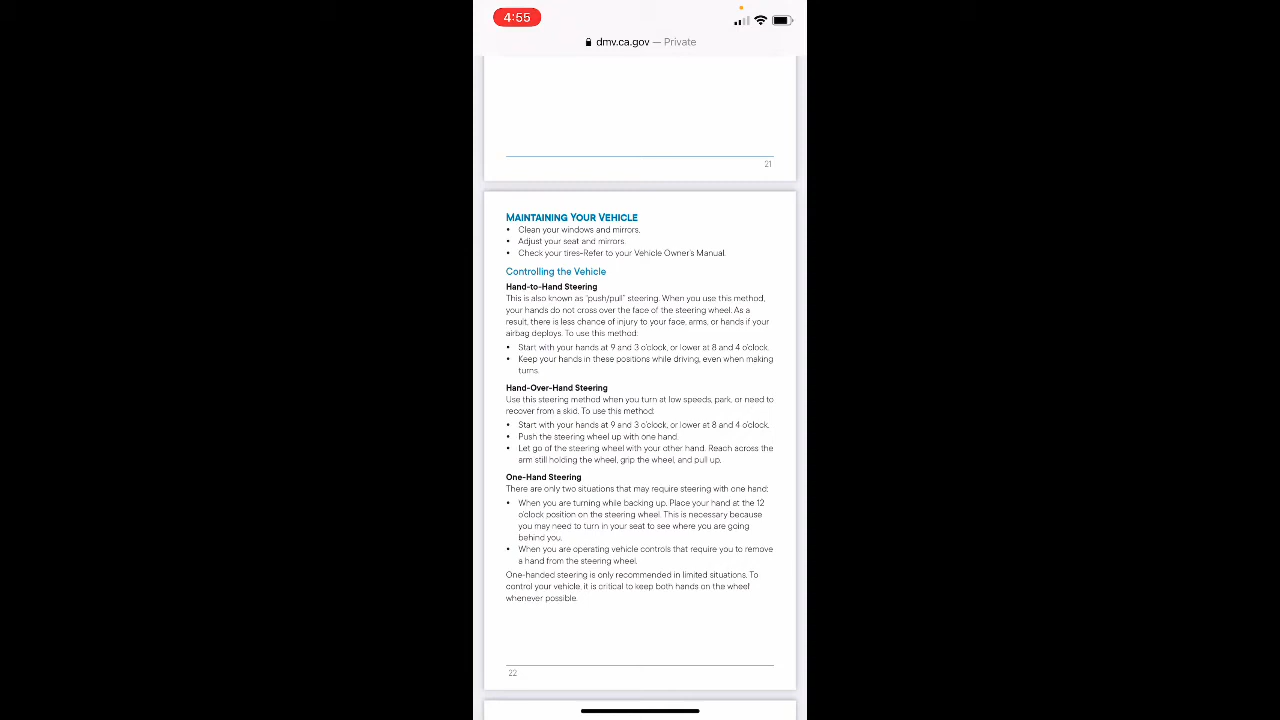 4:55
dmv.ca.gov — Private
21
MAINTAINING YOUR VEHICLE
• Clean your windows and mirrors.
• Adjust your seat and mirrors
• Check your tires-Refer to your Vehicle Owner's Manual.
Controlling the Vehicle
Hand-to-Hand Steering
This is also known as "push/pull" steering. When you use this method,
your hands do not cross over the face of the steering wheel. As a
result, there is less chance of injury to your face, arms, or hands if your
airbag deploys. To use this method:
• Start with your hands at 9 and 3 o'clock, or lower at 8 and 4 o'clock.
• Keep your hands in these positions while driving, even when making
turns.
Hand-Over-Hand Steering
Use this steering method when you turn at low speeds, park, or need to
recover from a skid. To use this method:
• Start with your hands at 9 and 3 o'clock, or lower at 8 and 4 o'clock.
• Push the steering wheel up with one hand.
• Let go of the steering wheel with your other hand. Reach across the
arm still holding the wheel, grip the wheel, and pull up.
One-Hand Steering
There are only two situations that may require steering with one hand:
• When you are turning while backing up. Place your hand at the 12
o'clock position on the steering wheel. This is necessary because
you may need to turn in your seat to see where you are going
behind you.
• When you are operating vehicle controls that require you to remove
a hand from the steering wheel.
One-handed steering is only recommended in limited situations. To
control your vehicle, it is critical to keep both hands on the wheel
whenever possible.
22